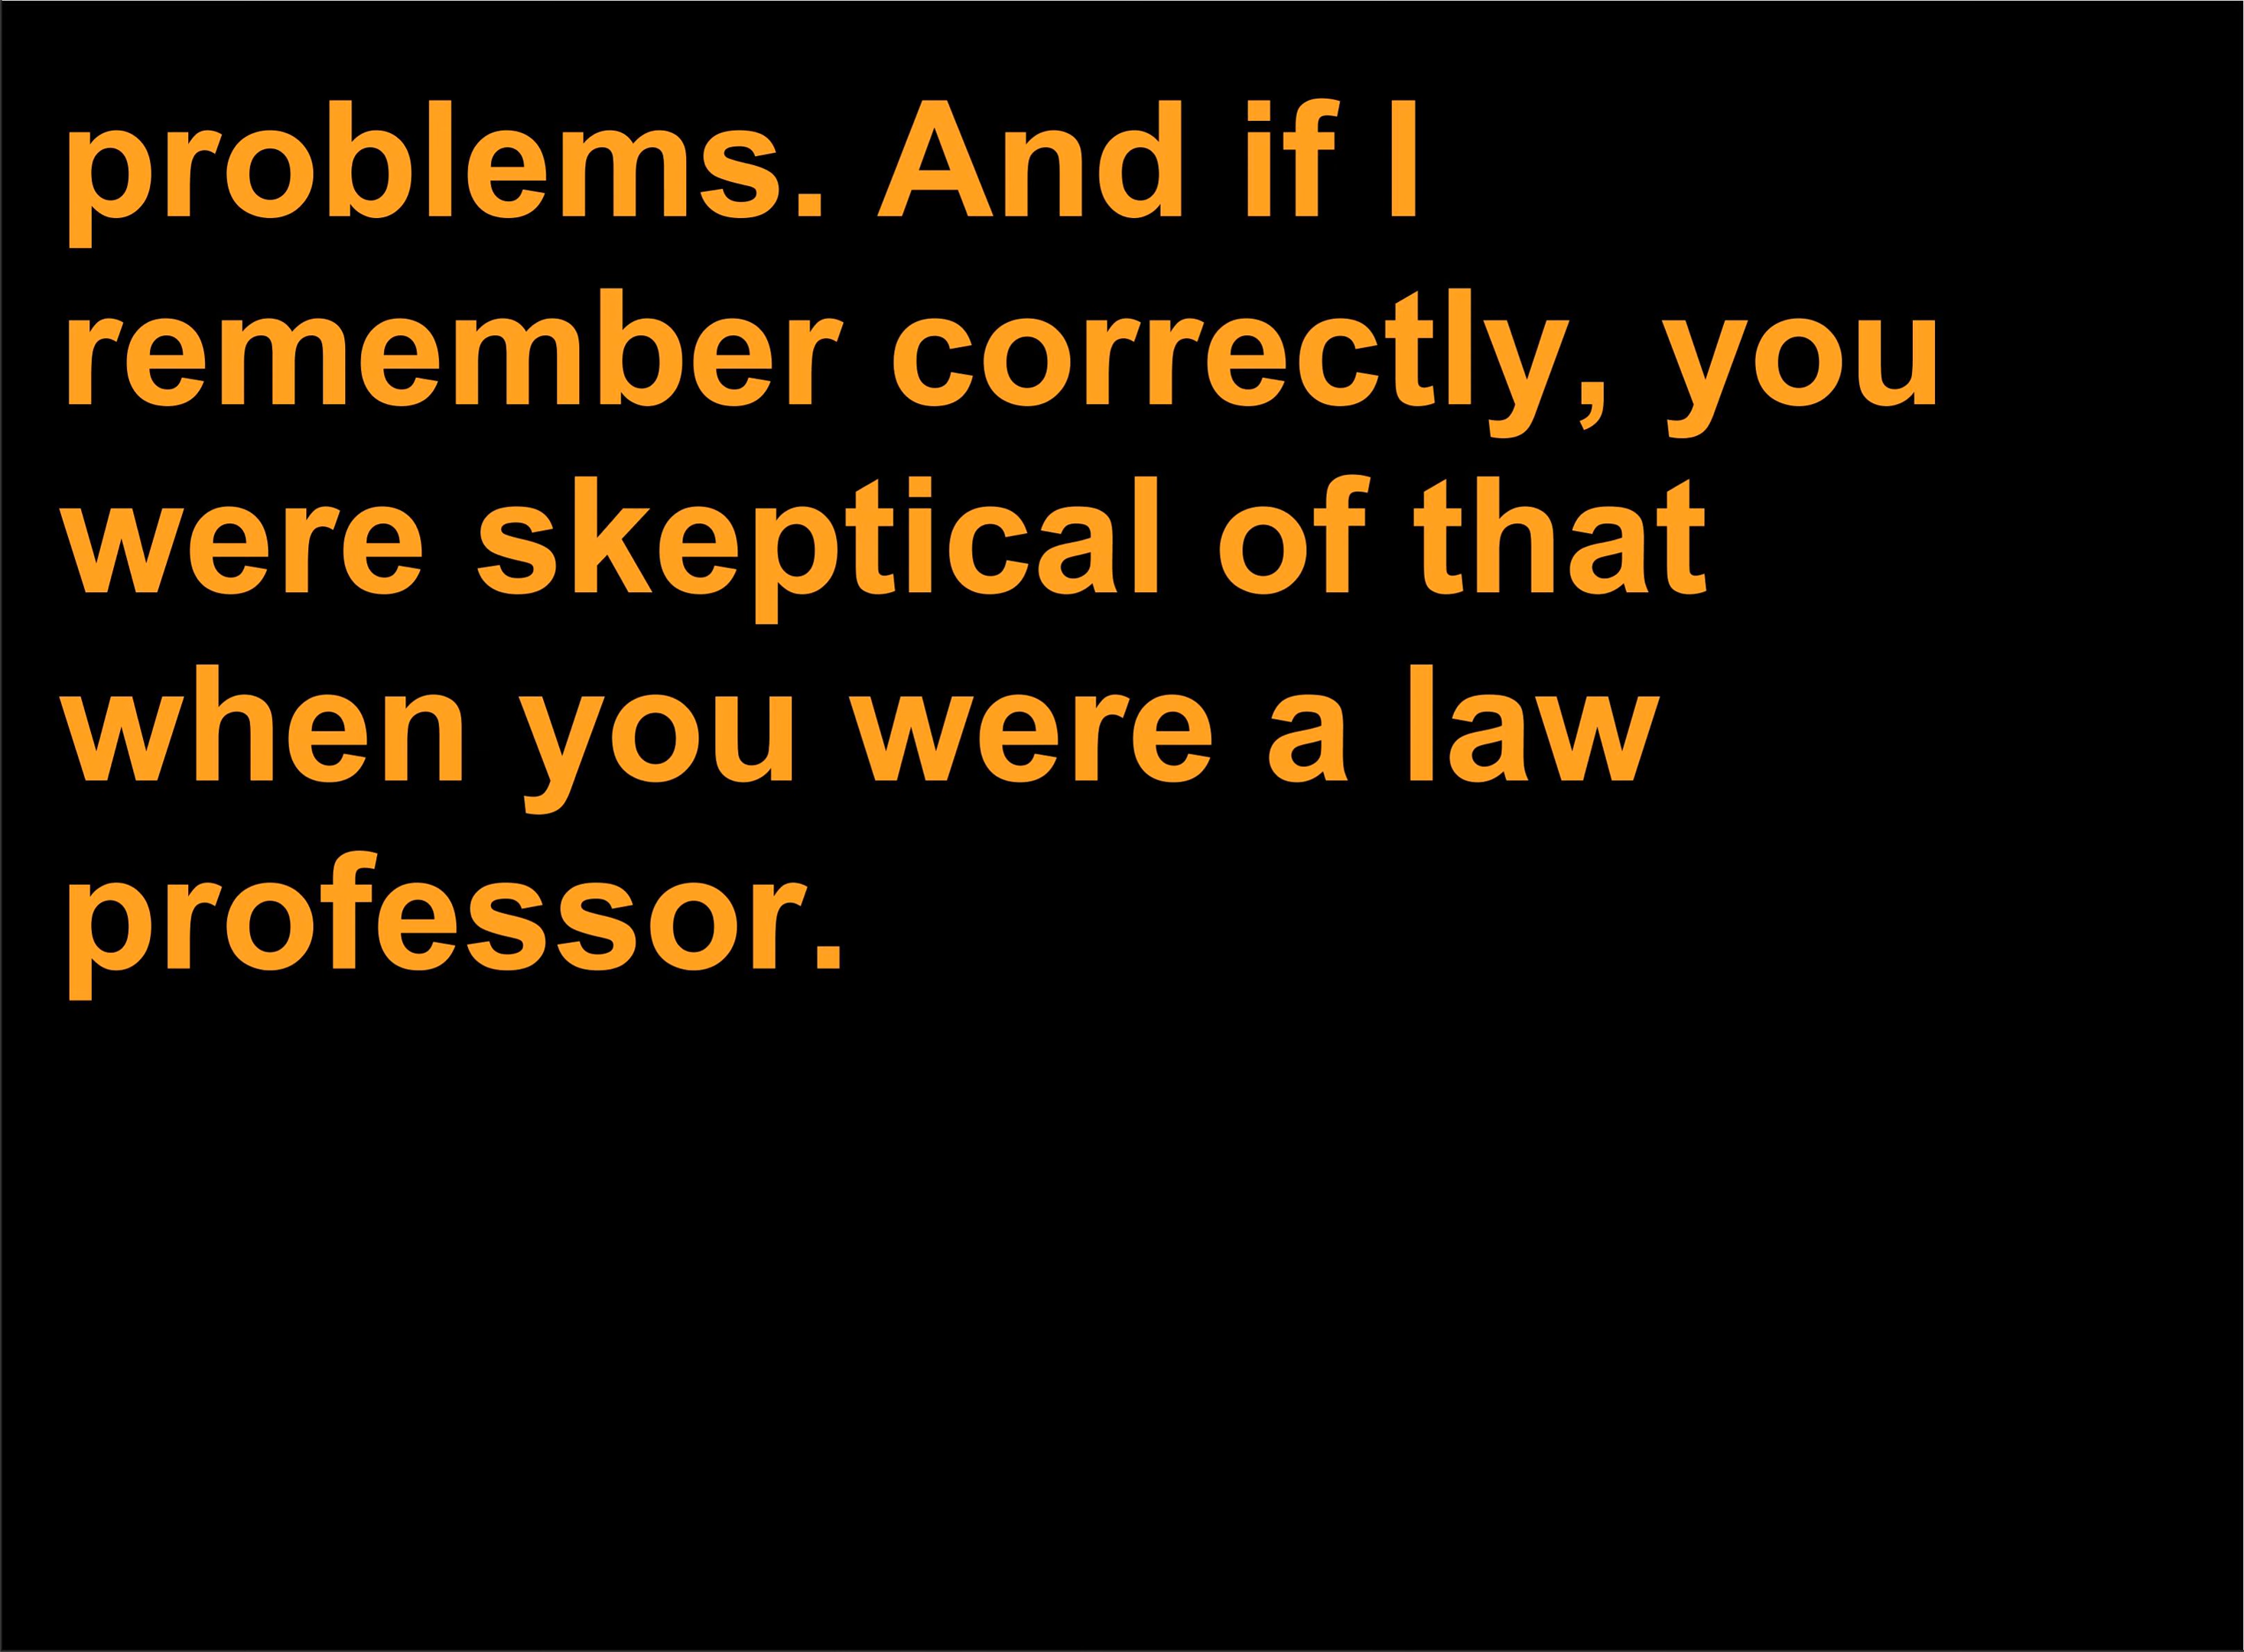 problems. And if I
remember correctly, you
were skeptical of that
when you were a law
professor.